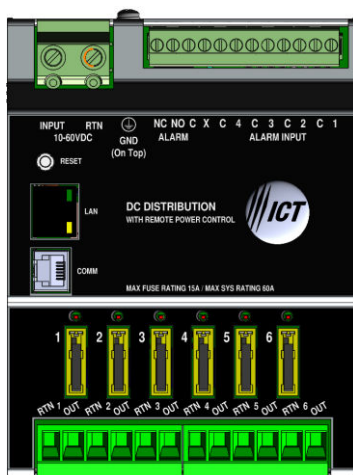 INPUT RTN
10-60VDC
GND
(On Top)
NC NO C X C 4 C 3 C 2 C 1
ALARM ALARM INPUT
RESET
LAN
DC DISTRIBUTION
WITH REMOTE POWER CONTROL
ICT
COMM
MAX FUSE RATING 15A / MAX SYS RATING 60A
1 2 3 4 5 6
RTN 1 OUT RTN 2 OUT RTN 3 OUT RTN 4 OUT RTN 5 OUT RTN 6 OUT